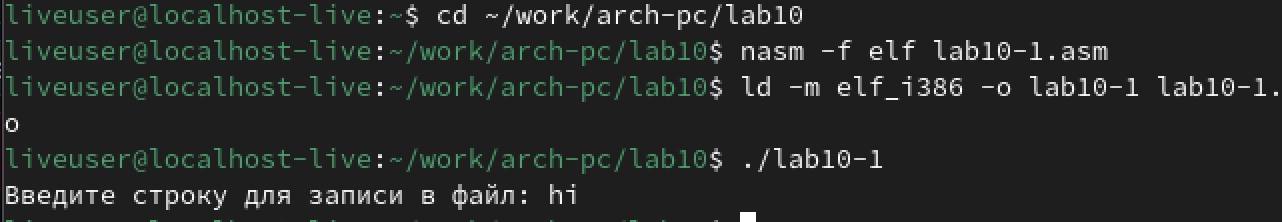 liveuser@localhost-live:~$ cd ~/work/arch-pc/lab10
liveuser@localhost-live:~/work/arch-pc/lab10$ nasm -f elf lab10-1.asm
liveuser@localhost-live:~/work/arch-pc/lab10$ ld -m elf_i386 -o lab10-1 lab10-1.
o
liveuser@localhost-live:~/work/arch-pc/lab10$ ./lab10-1
Введите строку для записи в файл: hi